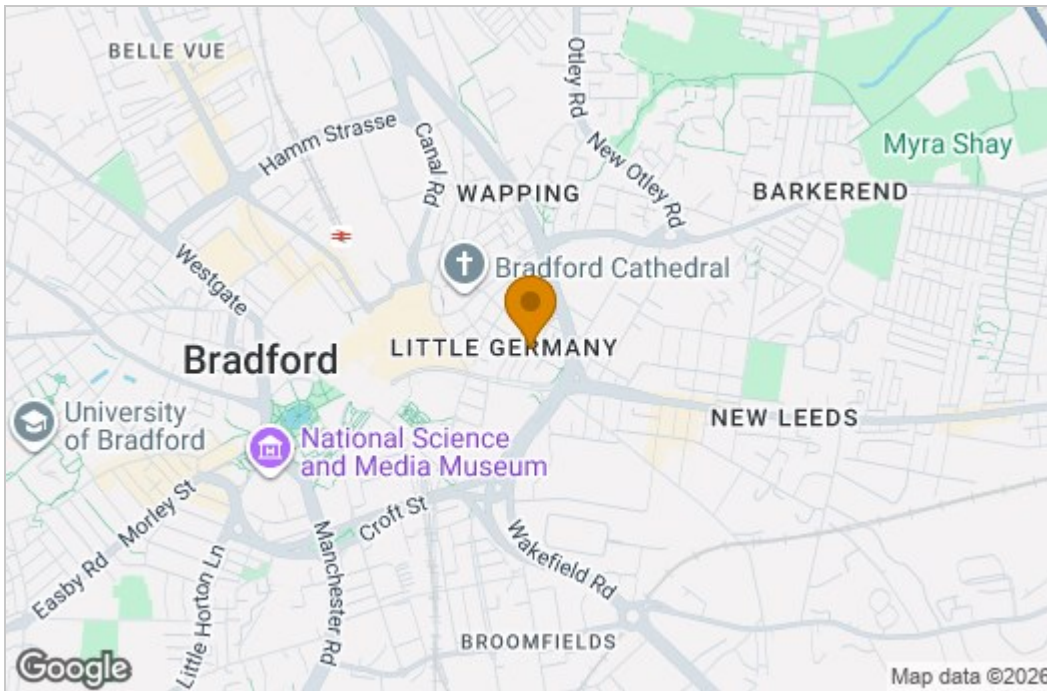 BELLE VUE
Otley Rd
Hamm Strasse
Canal Rd
New Otley Rd
Myra Shay
WAPPING
BARKEREND
Westgate
Bradford Cathedral
LITTLE GERMANY
Bradford
University
of Bradford
NEW LEEDS
National Science
and Media Museum
Morley St
Croft St
Easby Rd
Little Horton Ln
Manchester Rd
Wakefield Rd
BROOMFIELDS
Google
Map data ©2026